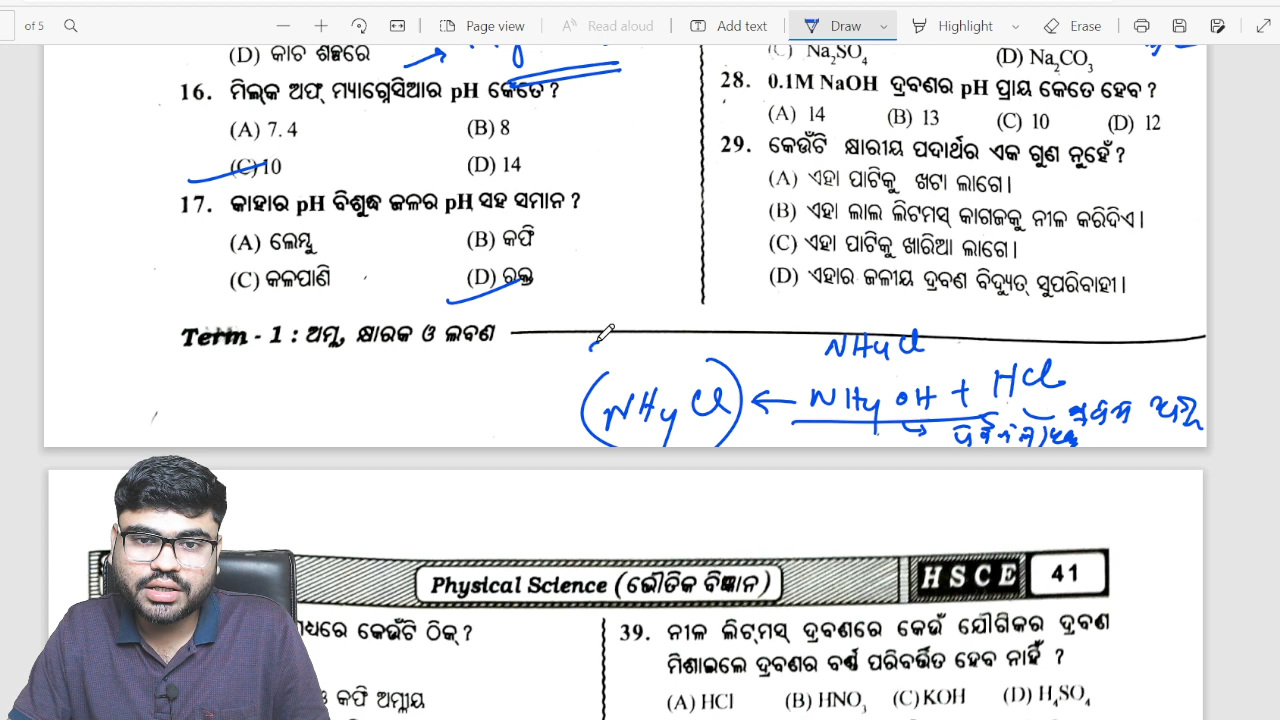 of 5
Page view
Read aloud
Add text
Draw
Highlight
Erase
(D) କାଚ ଶଙ୍ଖରେ
16. ମିଲ୍‌କ ଅଫ୍ ମ୍ୟାଗ୍ନେସିଆର pH କେତେ ?
(A) 7.4
(B) 8
(C) 10
(D) 14
17. କାହାର pH ବିଶୁଦ୍ଧ ଜଳର pH ସହ ସମାନ ?
(A) ଲେମ୍ବୁ
(B) କଫି
(C) କଳପାଣି
(D) ରକ୍ତ
(C) Na₂SO₄
(D) Na₂CO₃
28. 0.1M NaOH ଦ୍ରବଣର pH ପ୍ରାୟ କେତେ ହେବ ?
(A) 14
(B) 13
(C) 10
(D) 12
29. କେଉଁଟି କ୍ଷାରୀୟ ପଦାର୍ଥର ଏକ ଗୁଣ ନୁହେଁ ?
(A) ଏହା ପାଟିକୁ ଖଟା ଲାଗେ।
(B) ଏହା ଲାଲ ଲିଟମସ୍ କାଗଜକୁ ନୀଳ କରିଦିଏ।
(C) ଏହା ପାଟିକୁ ଖାରିଆ ଲାଗେ।
(D) ଏହାର ଜଳୀୟ ଦ୍ରବଣ ବିଦ୍ୟୁତ୍ ସୁପରିବାହୀ।
Term - 1 : ଅମ୍ଳ, କ୍ଷାରକ ଓ ଲବଣ
NH4Cl
(NH4Cl) ← NH4OH + HCl
Physical Science (ଭୌତିକ ବିଜ୍ଞାନ)
HSCE 41
ମଧ୍ୟରେ କେଉଁଟି ଠିକ୍ ?
ଓ କଫି ଅମ୍ଳୀୟ
39. ନୀଳ ଲିଟ୍‌ମସ୍ ଦ୍ରବଣରେ କେଉଁ ଯୌଗିକର ଦ୍ରବଣ
ମିଶାଇଲେ ଦ୍ରବଣର ବର୍ଣ୍ଣ ପରିବର୍ତ୍ତିତ ହେବ ନାହିଁ ?
(A) HCl
(B) HNO₃
(C) KOH
(D) H₄SO₄